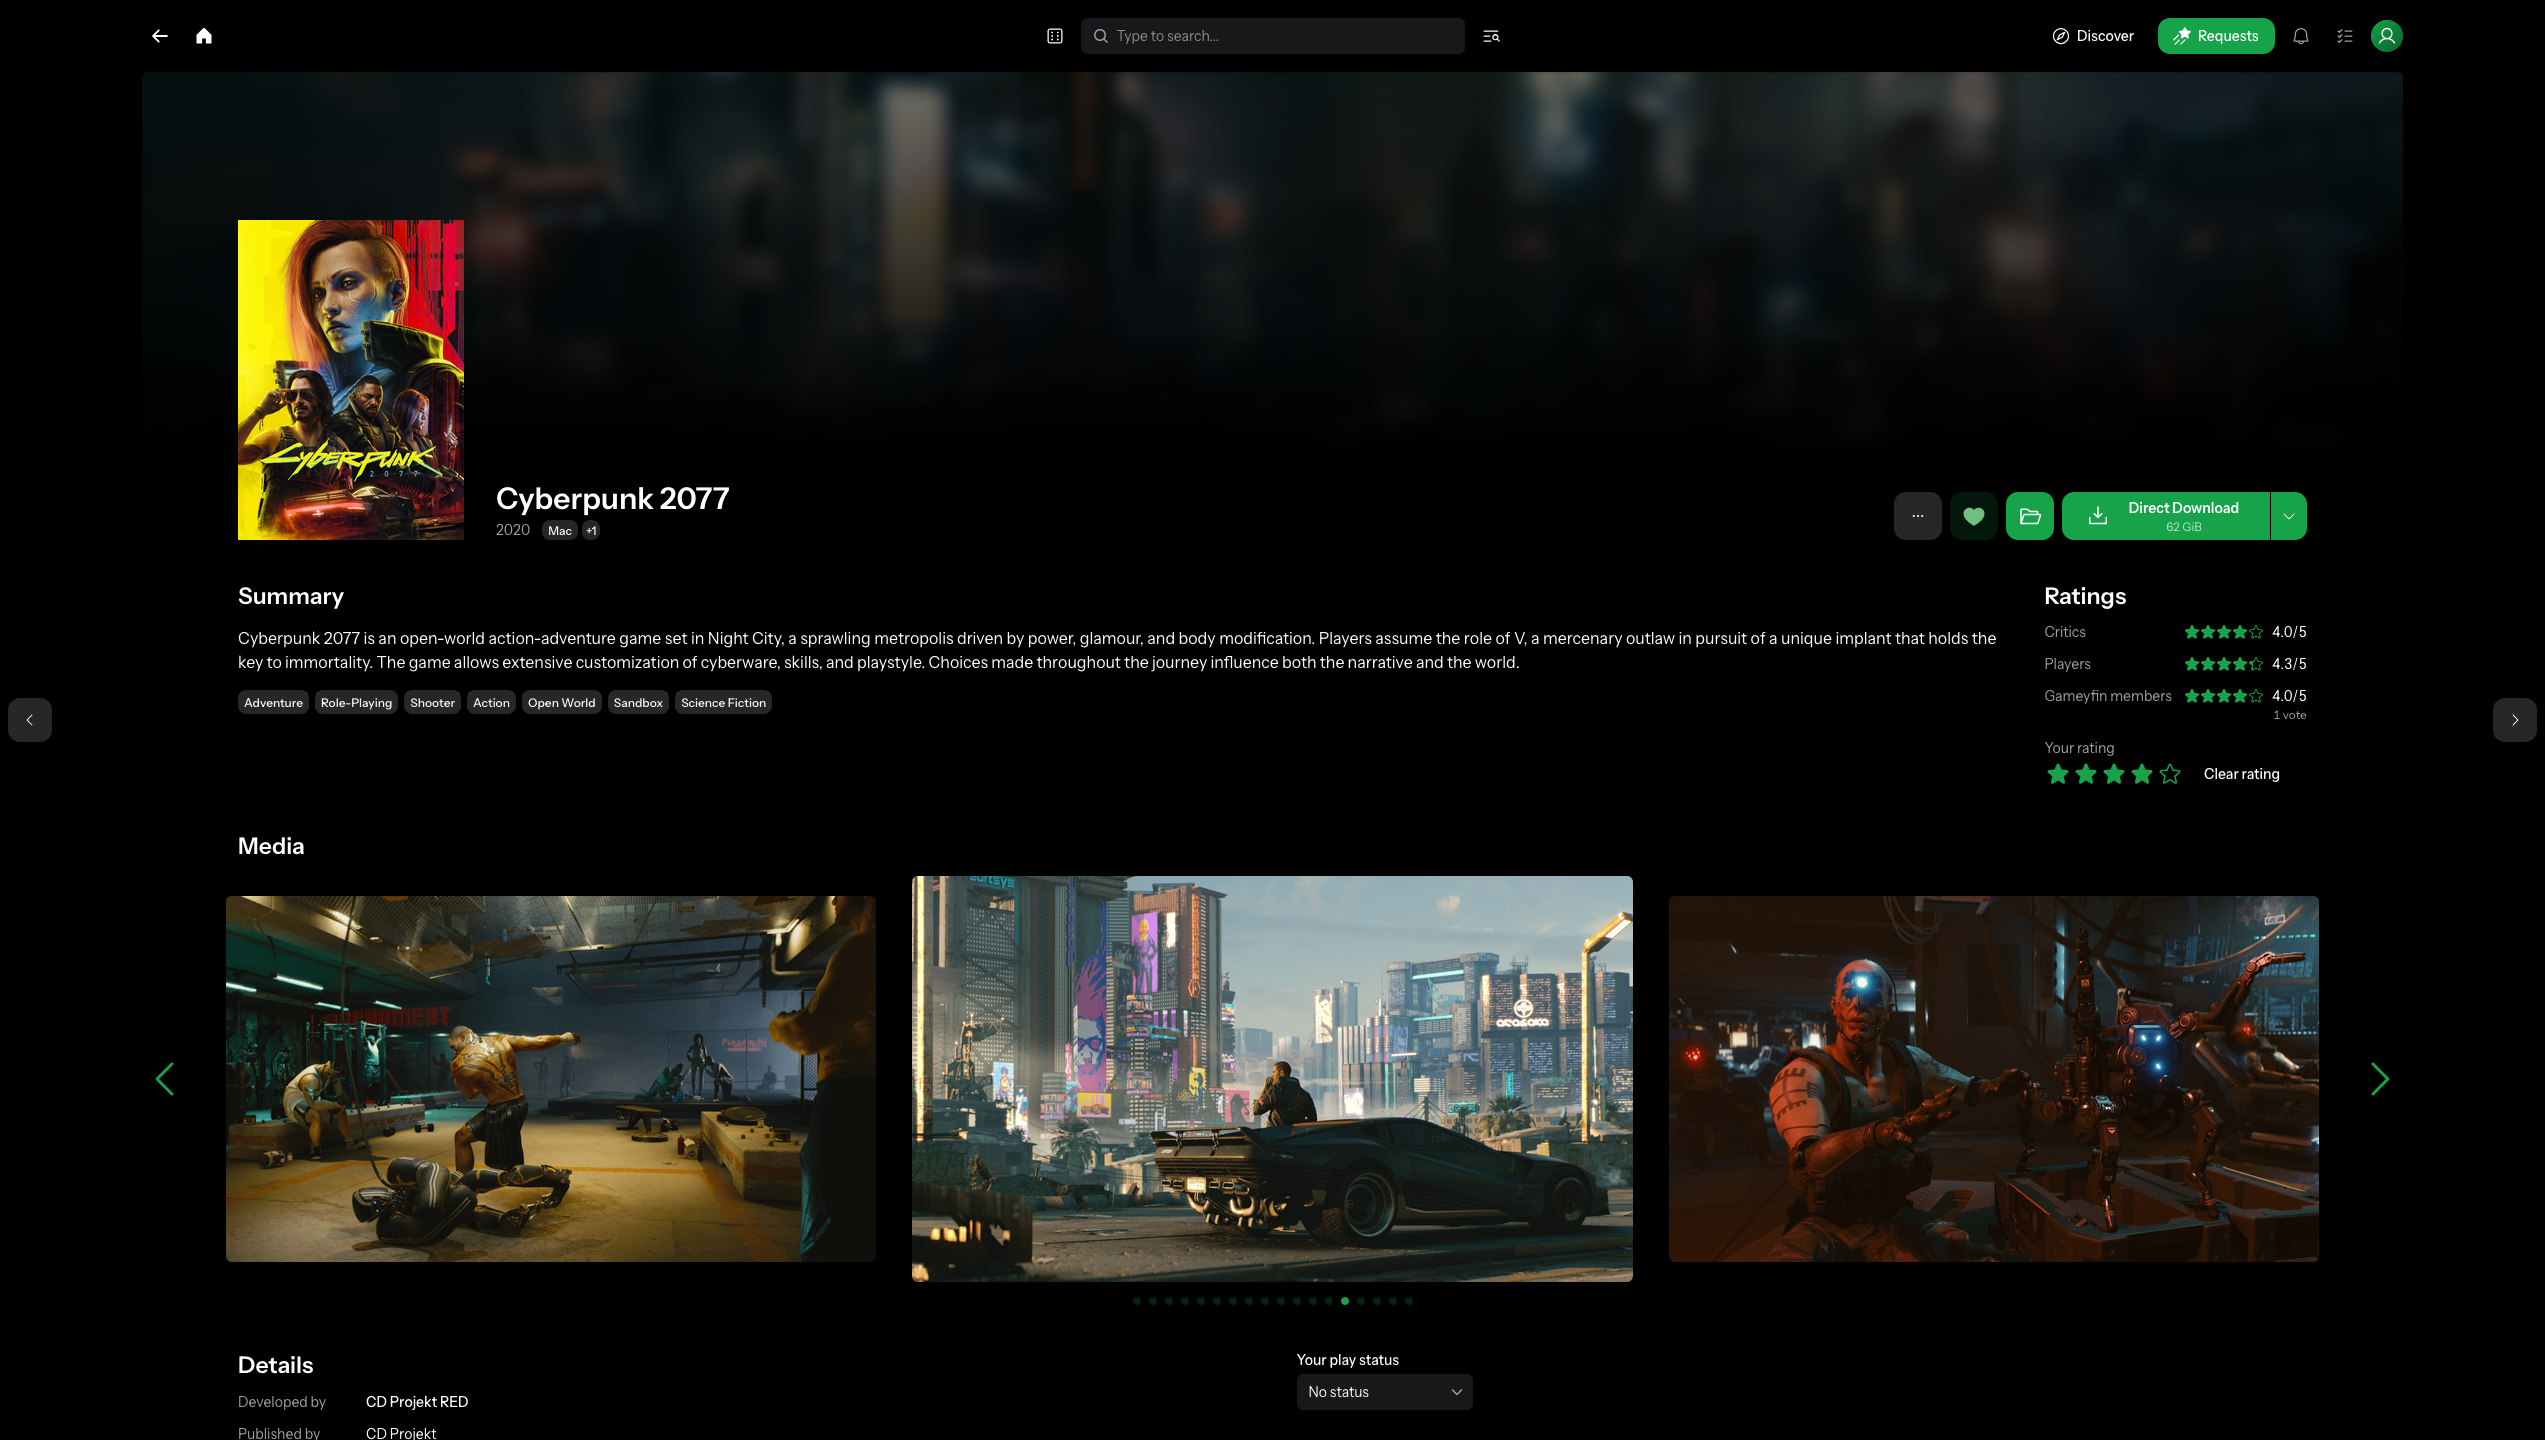 Type to search...
Discover
Requests
CYBERPUNK
2077
Cyberpunk 2077
2020 Mac +1
...
Direct Download
62 GiB
Summary
Cyberpunk 2077 is an open-world action-adventure game set in Night City, a sprawling metropolis driven by power, glamour, and body modification. Players assume the role of V, a mercenary outlaw in pursuit of a unique implant that holds the
key to immortality. The game allows extensive customization of cyberware, skills, and playstyle. Choices made throughout the journey influence both the narrative and the world.
Adventure Role-Playing Shooter Action Open World Sandbox Science Fiction
Ratings
Critics 4.0/5
Players 4.3/5
Gameyfin members 4.0/5
1 vote
Your rating
Clear rating
Media
ARASAKA
Details
Developed by CD Projekt RED
Published by CD Projekt
Your play status
No status